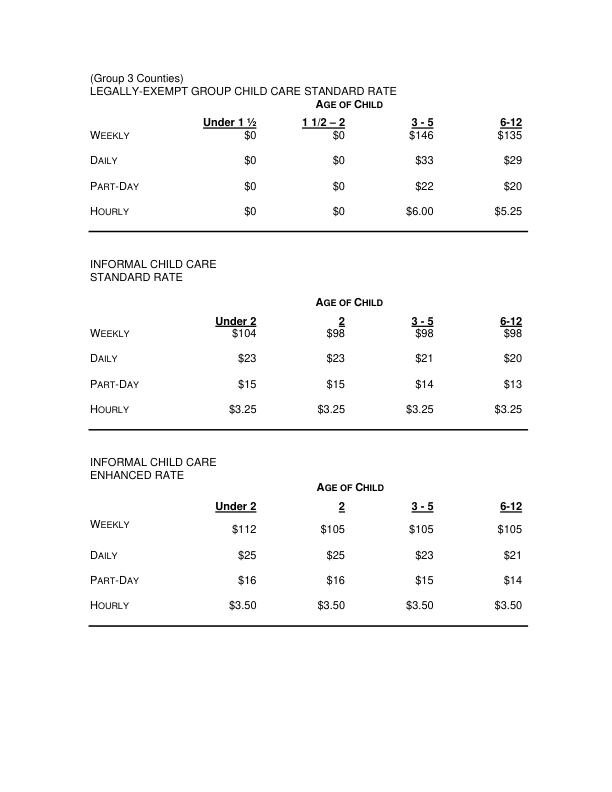 (Group 3 Counties)
LEGALLY-EXEMPT GROUP CHILD CARE STANDARD RATE
AGE OF CHILD
Under 1 ½ 1 1/2 – 2 3 - 5 6-12
WEEKLY $0 $0 $146 $135
DAILY $0 $0 $33 $29
PART-DAY $0 $0 $22 $20
HOURLY $0 $0 $6.00 $5.25
INFORMAL CHILD CARE
STANDARD RATE
AGE OF CHILD
Under 2 2 3 - 5 6-12
WEEKLY $104 $98 $98 $98
DAILY $23 $23 $21 $20
PART-DAY $15 $15 $14 $13
HOURLY $3.25 $3.25 $3.25 $3.25
INFORMAL CHILD CARE
ENHANCED RATE
AGE OF CHILD
Under 2 2 3 - 5 6-12
WEEKLY $112 $105 $105 $105
DAILY $25 $25 $23 $21
PART-DAY $16 $16 $15 $14
HOURLY $3.50 $3.50 $3.50 $3.50